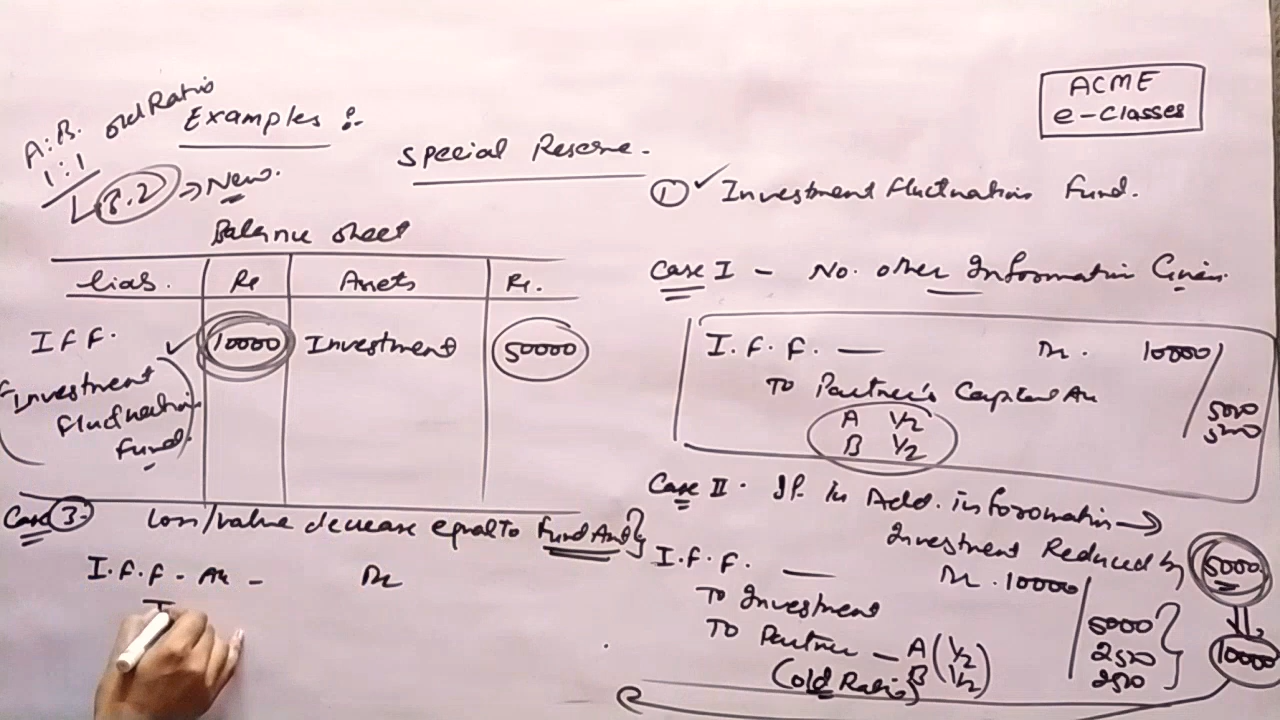 ACME
e-Classes
A:B. old Ratio
1:1
3:2 → New.
Examples :-
Special Reserve.
Balance sheet
Liab. Rs Assets Rs.
I F F. 10000 Investment 50000
Investment
fluctuation
fund.
Case 3- Loss/value decrease equal to Fund Amt
I.F.F - A/c - Dr
① ✓ Investment Fluctuation Fund.
Case I - No. other Information Given.
I. F. F. — Dr. 10000
To Partner's Capital A/c
A 1/2 5000
B 1/2 5000
Case II - If in Add. information →
Investment Reduced by 5000
I.F.F. — Dr. 10000
To Investment 5000
To Partner — A 1/2 2500
(old Ratio) B 1/2 2500
10000